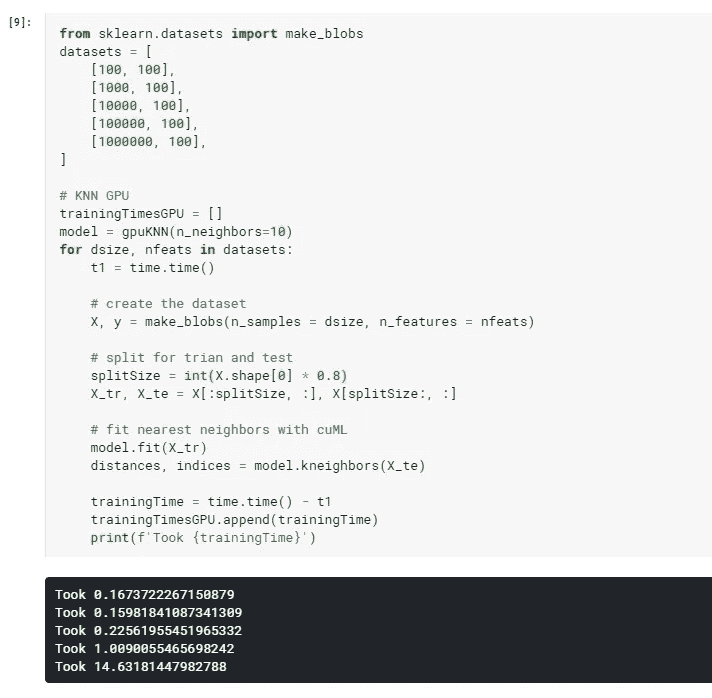 [9]:
from sklearn.datasets import make_blobs
datasets = [
    [100, 100],
    [1000, 100],
    [10000, 100],
    [100000, 100],
    [1000000, 100],
]
# KNN GPU
trainingTimesGPU = []
model = gpuKNN(n_neighbors=10)
for dsize, nfeats in datasets:
    t1 = time.time()
    # create the dataset
    X, y = make_blobs(n_samples = dsize, n_features = nfeats)
    # split for trian and test
    splitSize = int(X.shape[0] * 0.8)
    X_tr, X_te = X[:splitSize, :], X[splitSize:, :]
    # fit nearest neighbors with cuML
    model.fit(X_tr)
    distances, indices = model.kneighbors(X_te)
    trainingTime = time.time() - t1
    trainingTimesGPU.append(trainingTime)
    print(f'Took {trainingTime}')
Took 0.1673722267150879
Took 0.15981841087341309
Took 0.22561955451965332
Took 1.0090055465698242
Took 14.63181447982788